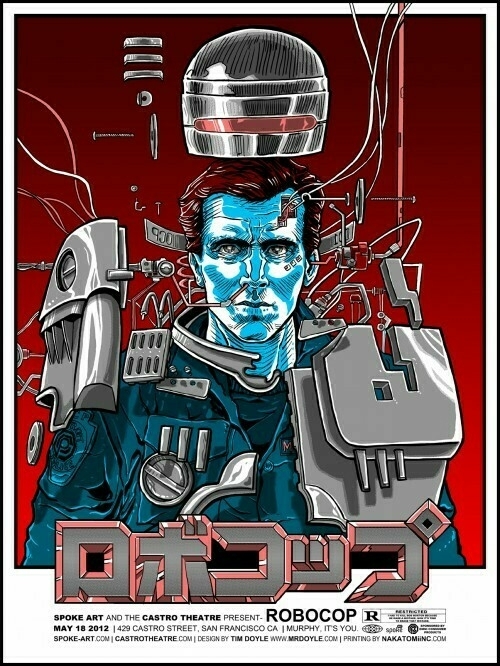 ロボコップ
SPOKE ART AND THE CASTRO THEATRE PRESENT- ROBOCOP R RESTRICTED
MAY 18 2012 | 429 CASTRO STREET, SAN FRANCISCO CA | MURPHY, IT'S YOU. spoke
SPOKE-ART.COM | CASTROTHEATRE.COM | DESIGN BY TIM DOYLE WWW.MRDOYLE.COM | PRINTING BY NAKATOMIINC.COM